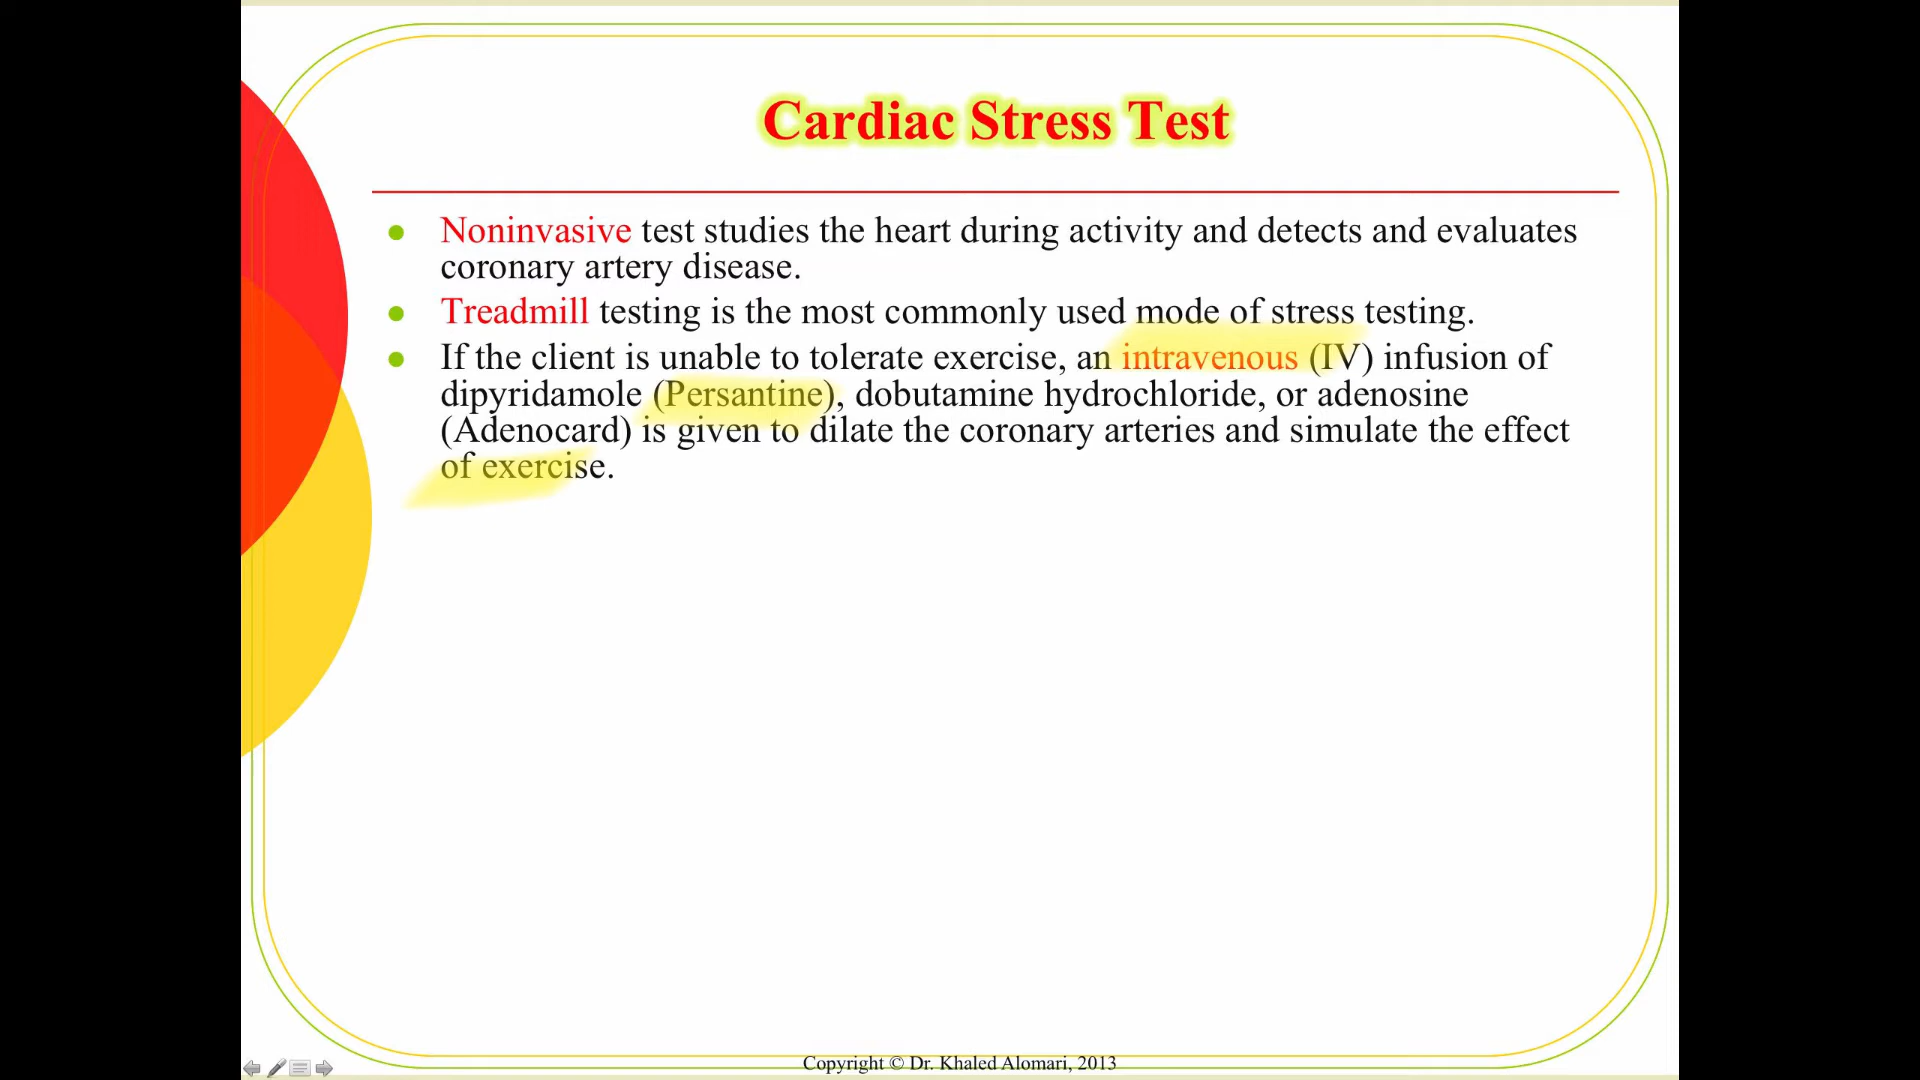 Cardiac Stress Test
Noninvasive test studies the heart during activity and detects and evaluates
coronary artery disease.
Treadmill testing is the most commonly used mode of stress testing.
If the client is unable to tolerate exercise, an intravenous (IV) infusion of
dipyridamole (Persantine), dobutamine hydrochloride, or adenosine
(Adenocard) is given to dilate the coronary arteries and simulate the effect
of exercise.
Copyright © Dr. Khaled Alomari, 2013